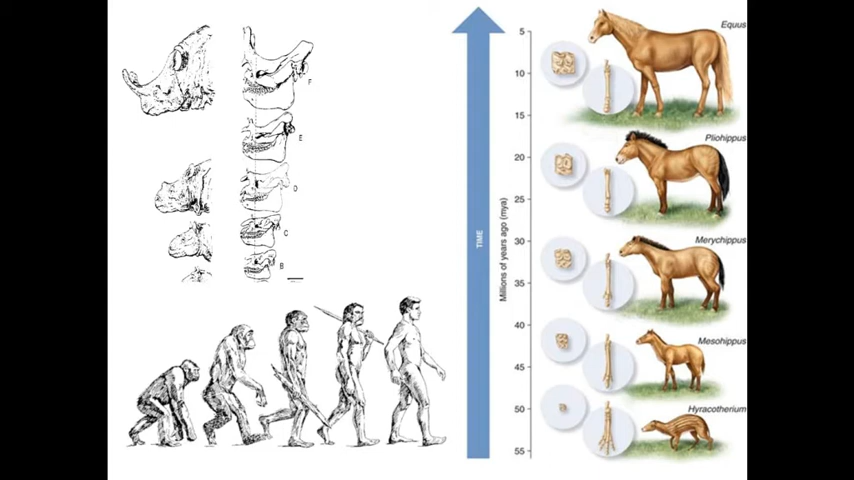 F
E
D
C
B
TIME
Millions of years ago (mya)
5
10
15
20
25
30
35
40
45
50
55
Equus
Pliohippus
Merychippus
Mesohippus
Hyracotherium